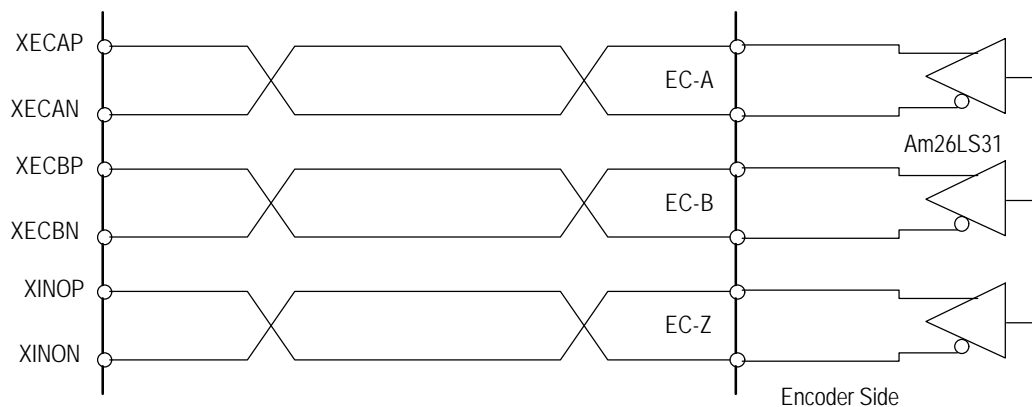 XECAP
EC-A
XECAN
Am26LS31
XECBP
EC-B
XECBN
XINOP
EC-Z
XINON
Encoder Side